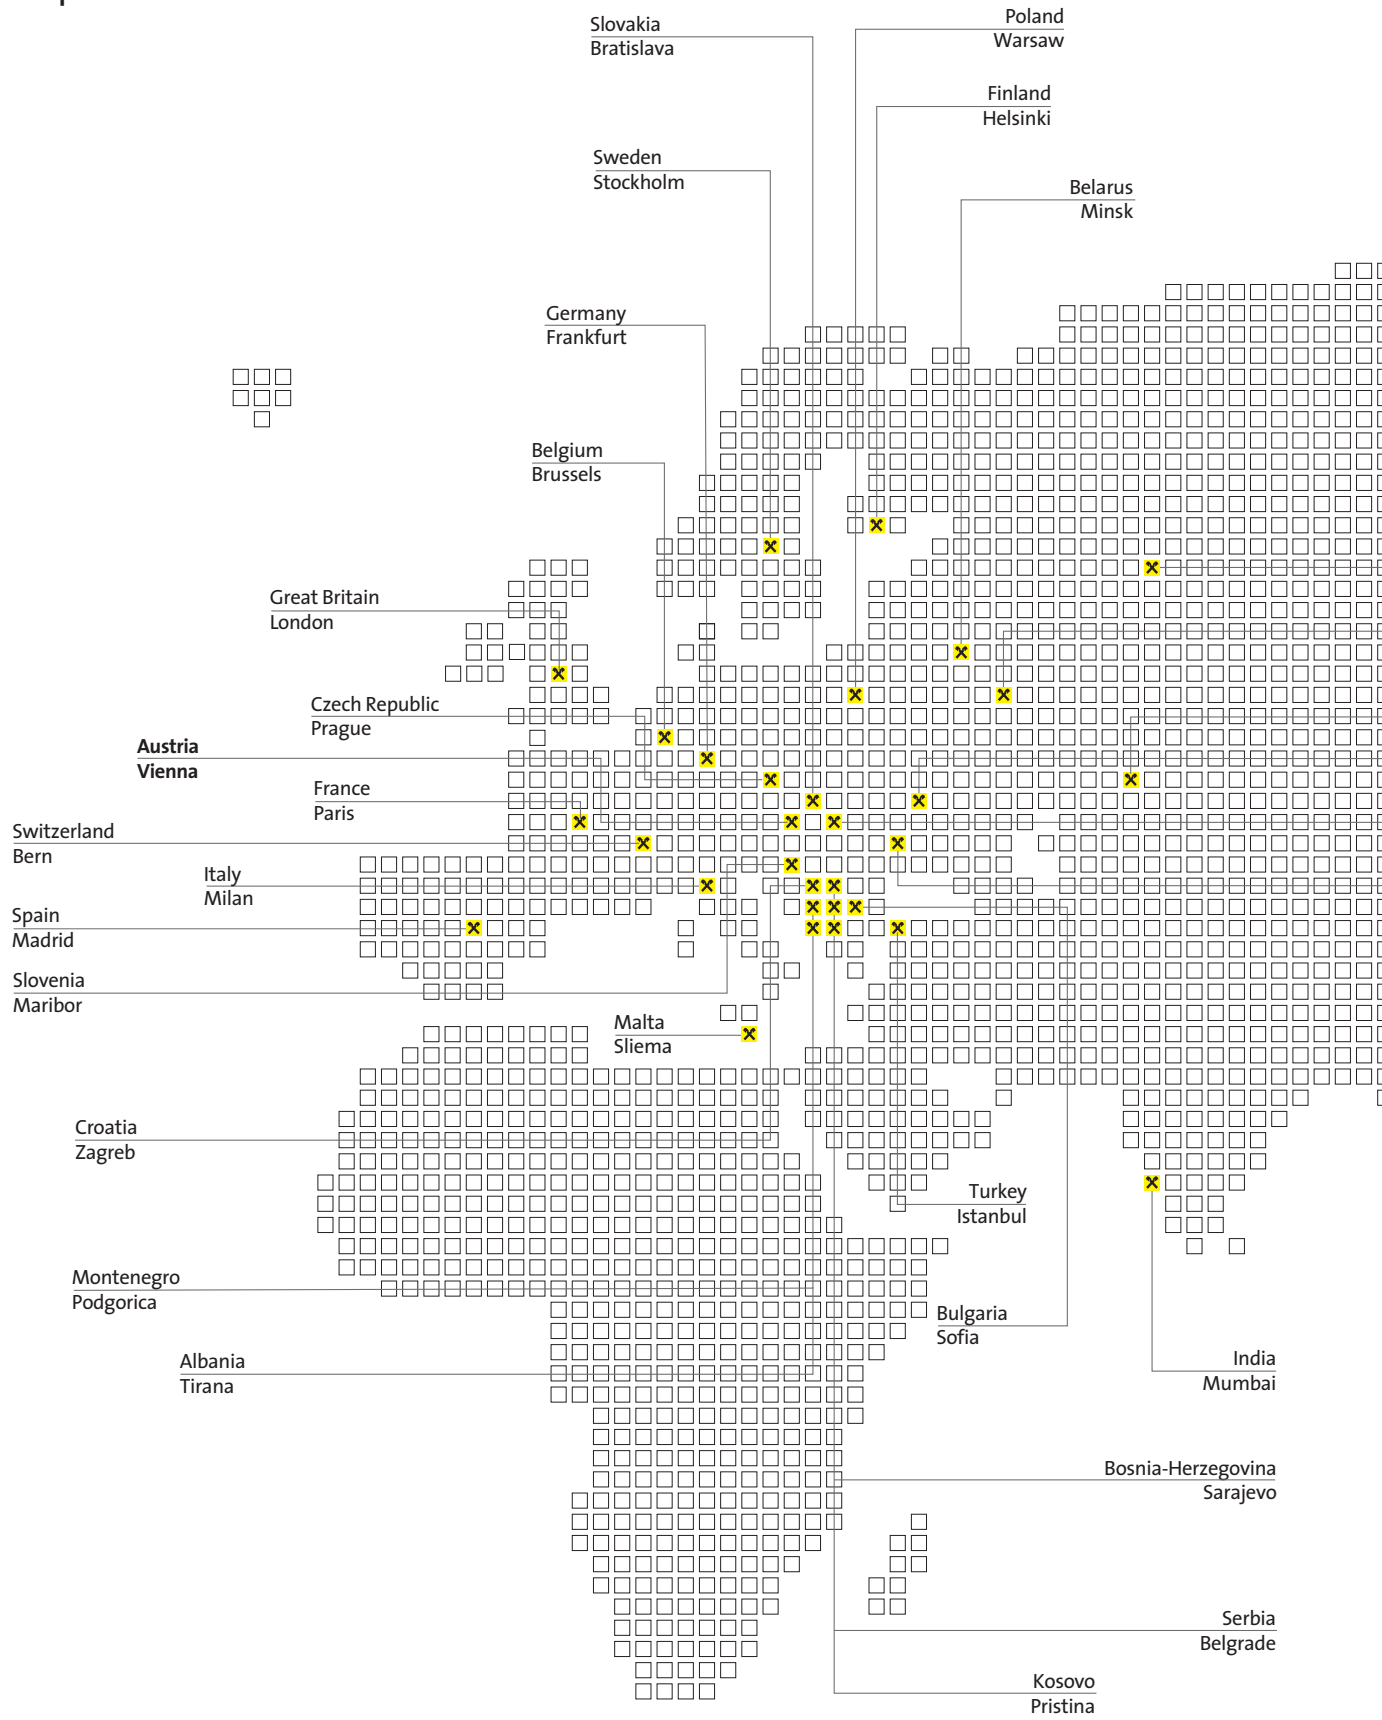 Slovakia
Bratislava
Poland
Warsaw
Finland
Helsinki
Sweden
Stockholm
Belarus
Minsk
Germany
Frankfurt
Belgium
Brussels
Great Britain
London
Czech Republic
Prague
Austria
Vienna
France
Paris
Switzerland
Bern
Italy
Milan
Spain
Madrid
Slovenia
Maribor
Malta
Sliema
Croatia
Zagreb
Turkey
Istanbul
Montenegro
Podgorica
Bulgaria
Sofia
Albania
Tirana
India
Mumbai
Bosnia-Herzegovina
Sarajevo
Serbia
Belgrade
Kosovo
Pristina